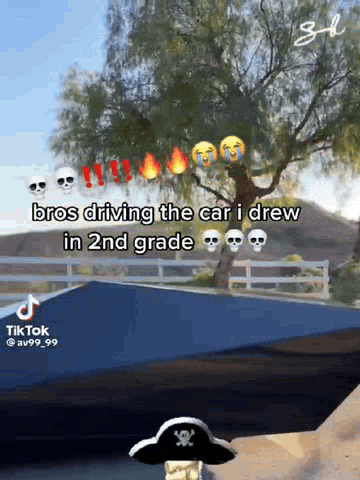 💀💀‼️‼️🔥🔥😭😭
bros driving the car i drew
in 2nd grade 💀💀💀
TikTok
@ av99_99